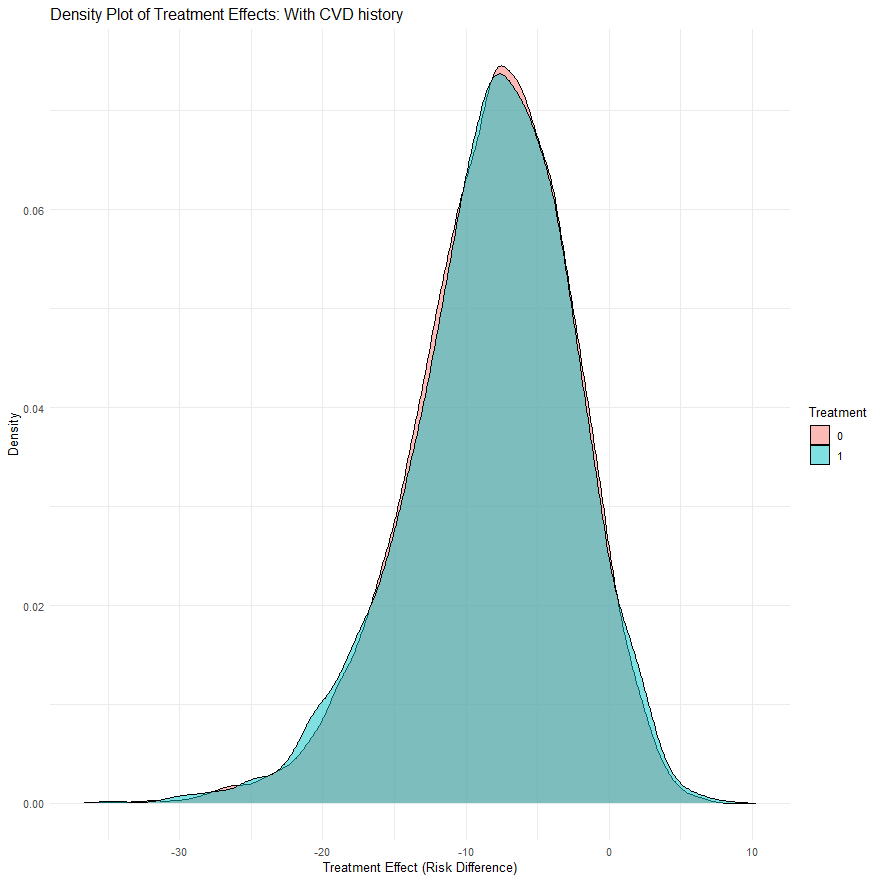 Density Plot of Treatment Effects: With CVD history
0.06
0.04
0.02
0.00
Density
-30
-20
-10
0
10
Treatment Effect (Risk Difference)
Treatment
0
1